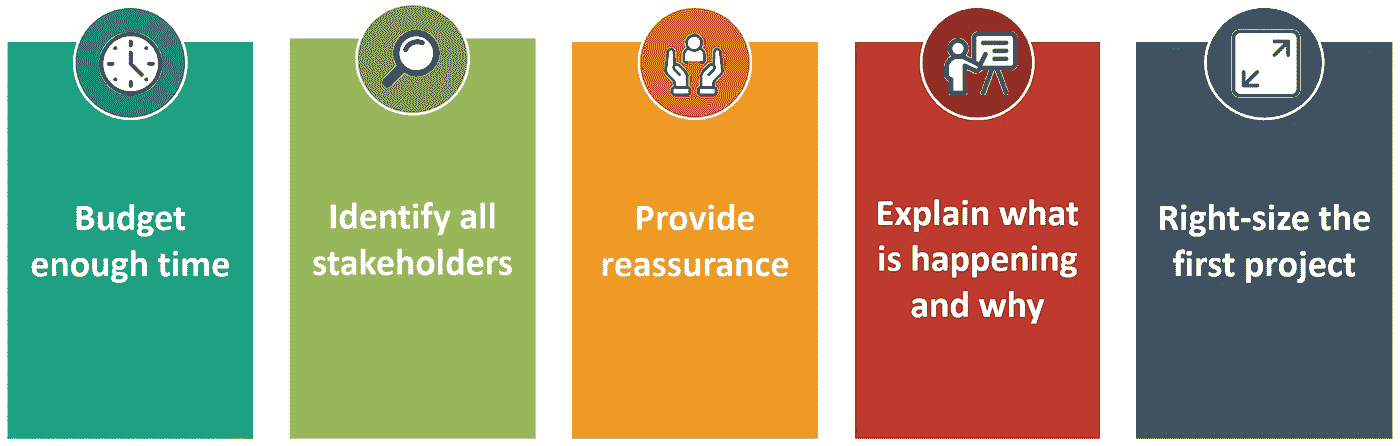 Budget
enough time
Identify all
stakeholders
Provide
reassurance
Explain what
is happening
and why
Right-size the
first project